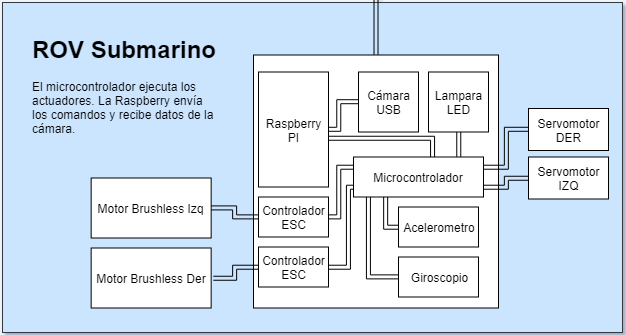 ROV Submarino
El microcontrolador ejecuta los
actuadores. La Raspberry envía
los comandos y recibe datos de la
cámara.
Raspberry
PI
Cámara
USB
Lampara
LED
Servomotor
DER
Microcontrolador
Servomotor
IZQ
Motor Brushless Izq
Controlador
ESC
Acelerometro
Motor Brushless Der
Controlador
ESC
Giroscopio